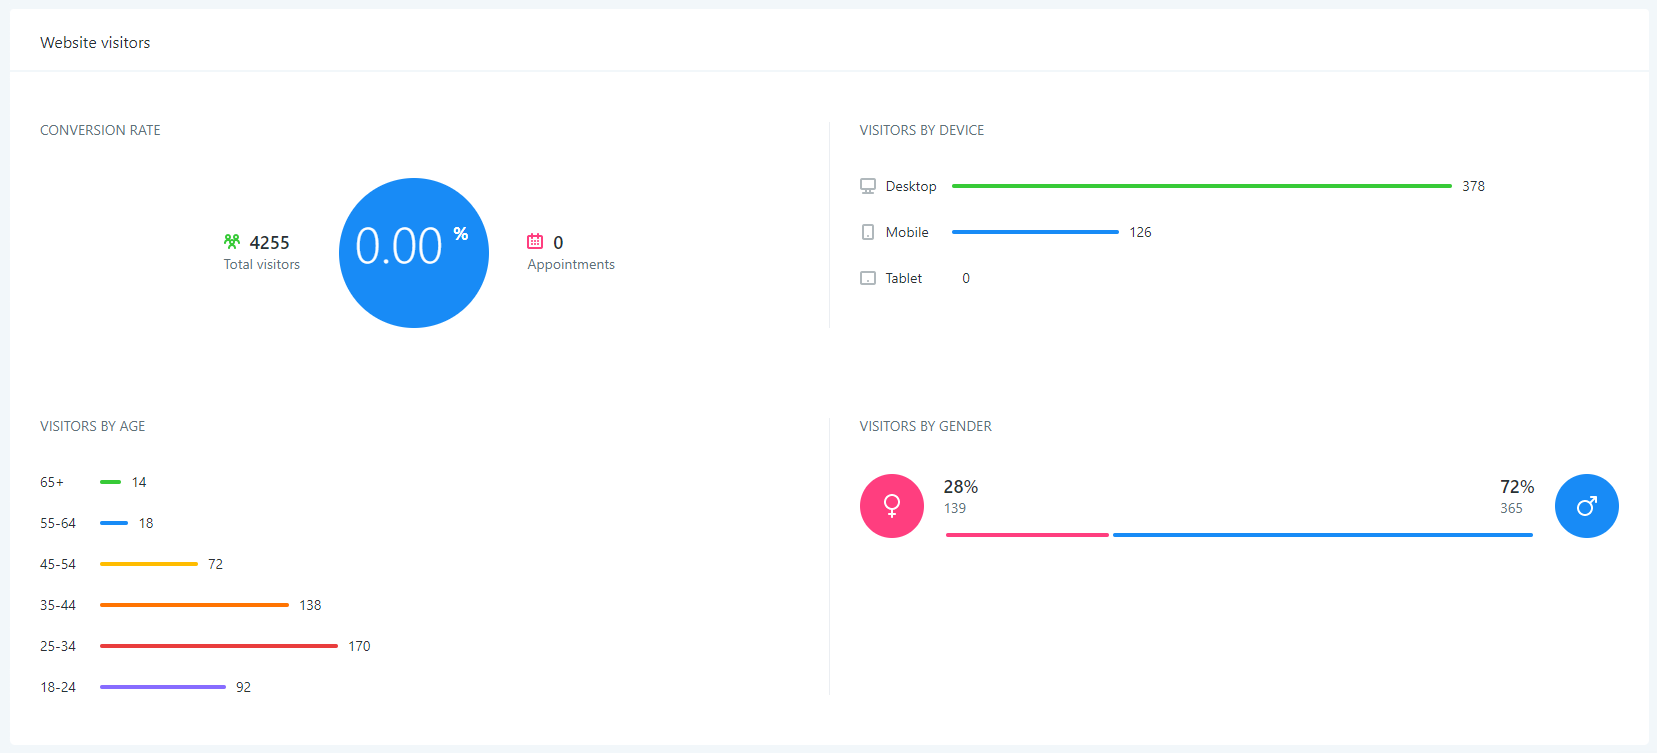 Website visitors
CONVERSION RATE
4255
Total visitors
0.00 %
0
Appointments
VISITORS BY DEVICE
Desktop 378
Mobile 126
Tablet 0
VISITORS BY AGE
65+ 14
55-64 18
45-54 72
35-44 138
25-34 170
18-24 92
VISITORS BY GENDER
28% 72%
139 365